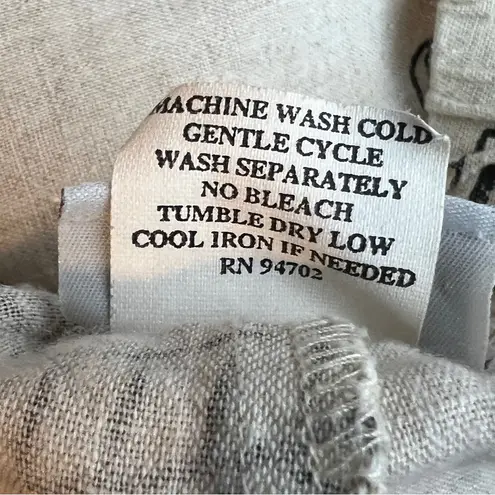 MACHINE WASH COLD
GENTLE CYCLE
WASH SEPARATELY
NO BLEACH
TUMBLE DRY LOW
COOL IRON IF NEEDED
RN 94702